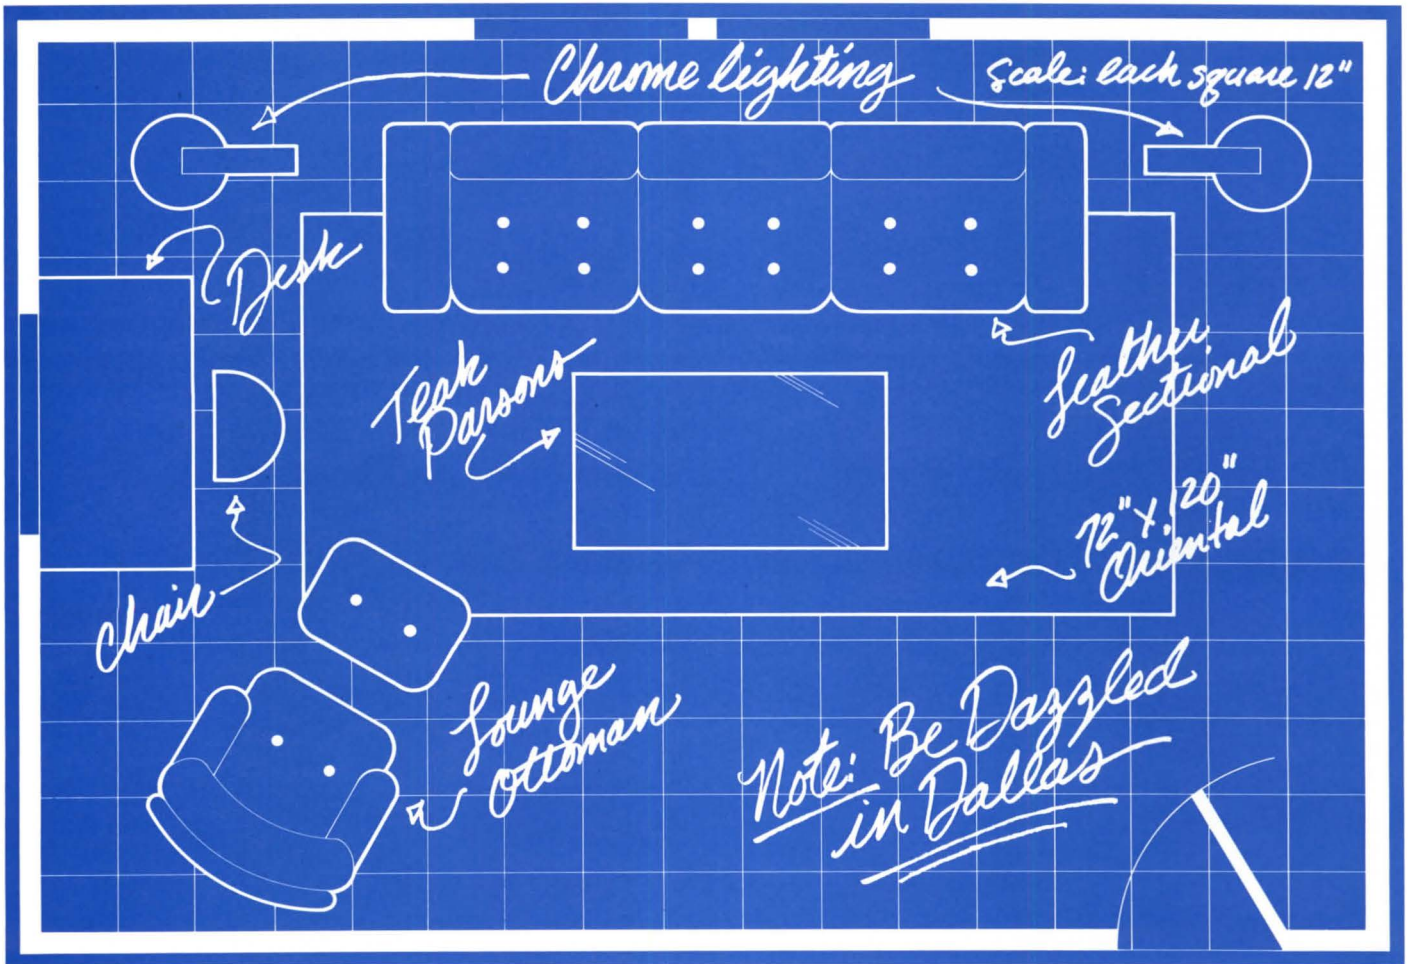 Chrome lighting
Scale: each square 12"
Desk
Teak
Parsons
Leather
Sectional
72" X 120"
Oriental
Chair
Lounge
Ottoman
Note: Be Dazzled
in Dallas